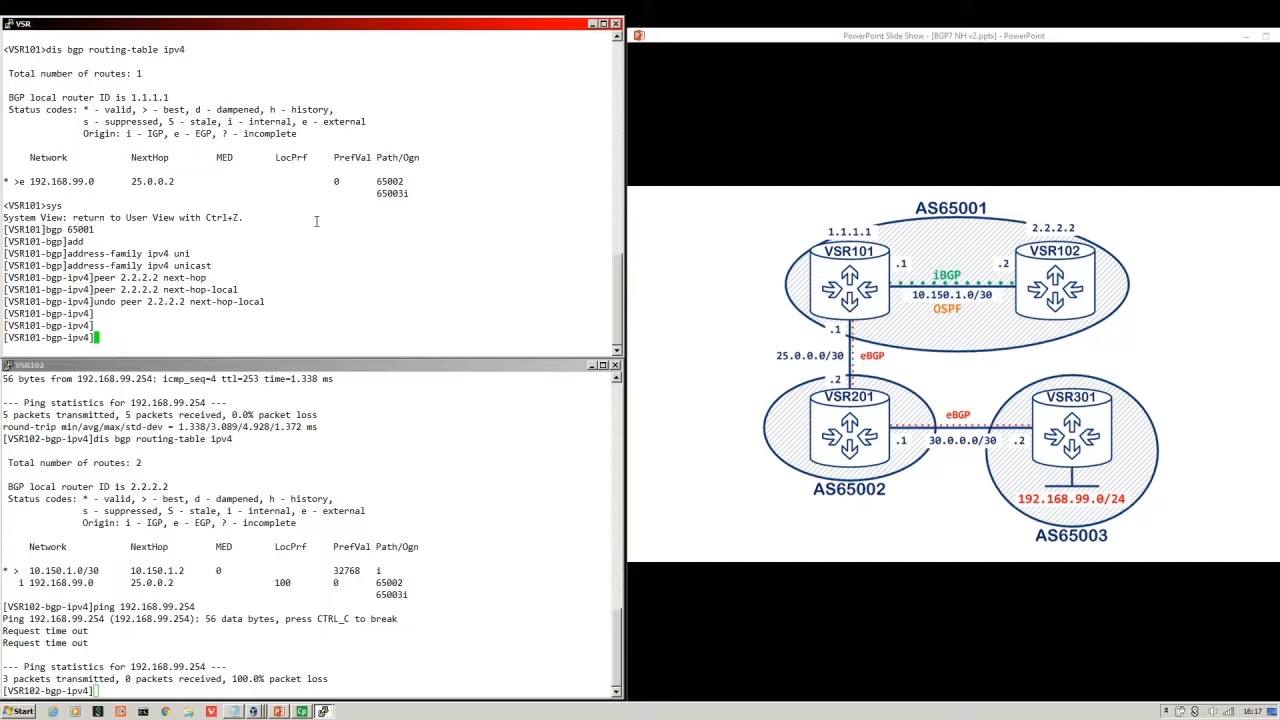 VSR
<VSR101>dis bgp routing-table ipv4
Total number of routes: 1
BGP local router ID is 1.1.1.1
Status codes: * - valid, > - best, d - dampened, h - history,
s - suppressed, S - stale, i - internal, e - external
Origin: i - IGP, e - EGP, ? - incomplete
Network NextHop MED LocPrf PrefVal Path/Ogn
* >e 192.168.99.0 25.0.0.2 0 65002
65003i
<VSR101>sys
System View: return to User View with Ctrl+Z.
[VSR101]bgp 65001
[VSR101-bgp]add
[VSR101-bgp]address-family ipv4 uni
[VSR101-bgp]address-family ipv4 unicast
[VSR101-bgp-ipv4]peer 2.2.2.2 next-hop
[VSR101-bgp-ipv4]peer 2.2.2.2 next-hop-local
[VSR101-bgp-ipv4]undo peer 2.2.2.2 next-hop-local
[VSR101-bgp-ipv4]
[VSR101-bgp-ipv4]
[VSR101-bgp-ipv4]
VSR102
56 bytes from 192.168.99.254: icmp_seq=4 ttl=253 time=1.338 ms
--- Ping statistics for 192.168.99.254 ---
5 packets transmitted, 5 packets received, 0.0% packet loss
round-trip min/avg/max/std-dev = 1.338/3.089/4.928/1.372 ms
[VSR102-bgp-ipv4]dis bgp routing-table ipv4
Total number of routes: 2
BGP local router ID is 2.2.2.2
Status codes: * - valid, > - best, d - dampened, h - history,
s - suppressed, S - stale, i - internal, e - external
Origin: i - IGP, e - EGP, ? - incomplete
Network NextHop MED LocPrf PrefVal Path/Ogn
* > 10.150.1.0/30 10.150.1.2 0 32768 i
i 192.168.99.0 25.0.0.2 100 0 65002
65003i
[VSR102-bgp-ipv4]ping 192.168.99.254
Ping 192.168.99.254 (192.168.99.254): 56 data bytes, press CTRL_C to break
Request time out
Request time out
--- Ping statistics for 192.168.99.254 ---
3 packets transmitted, 0 packets received, 100.0% packet loss
[VSR102-bgp-ipv4]
PowerPoint Slide Show - [BGP7 NH v2.pptx] - PowerPoint
AS65001
1.1.1.1 2.2.2.2
VSR101 VSR102
.1 .2
iBGP
10.150.1.0/30
OSPF
.1
25.0.0.0/30 eBGP
.2
VSR201 VSR301
eBGP
.1 30.0.0.0/30 .2
AS65002
192.168.99.0/24
AS65003
Start
16:17